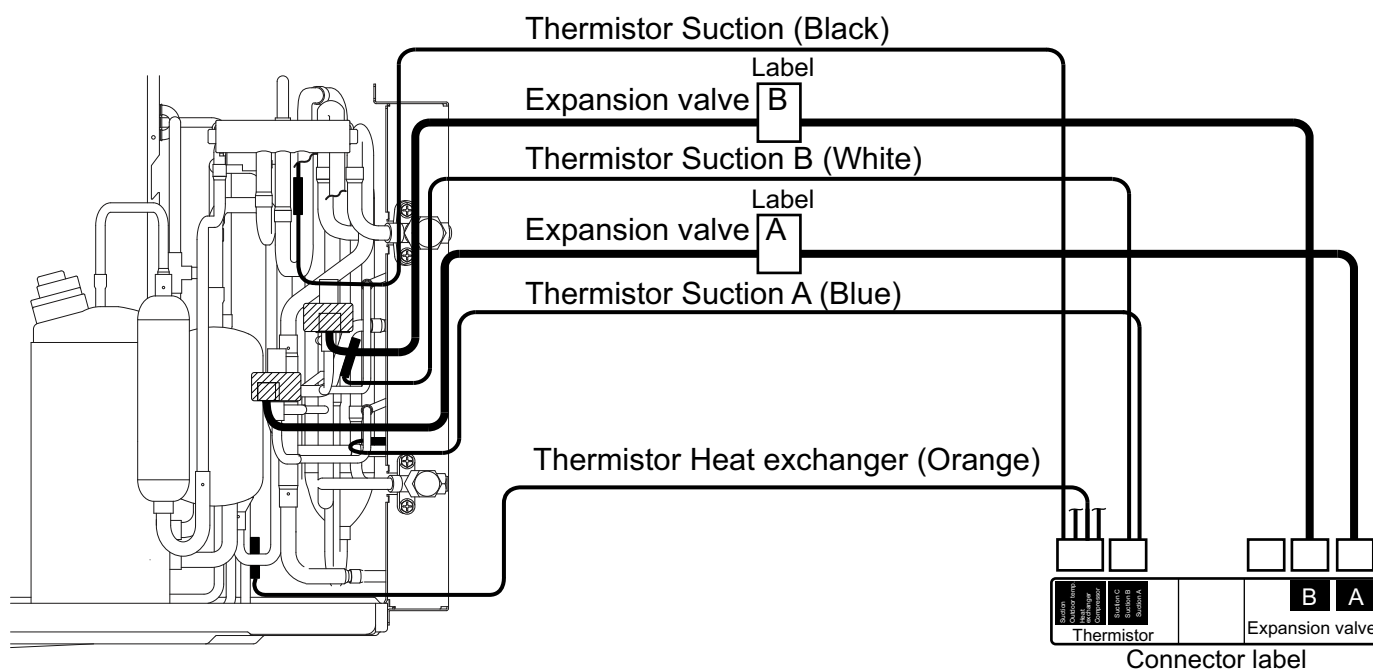 Thermistor Suction (Black)
Label
Expansion valve B
Thermistor Suction B (White)
Label
Expansion valve A
Thermistor Suction A (Blue)
Thermistor Heat exchanger (Orange)
Suction
Outdoor temp.
Heat
exchanger
Compressor
Suction C
Suction B
Suction A
B A
Thermistor
Expansion valve
Connector label